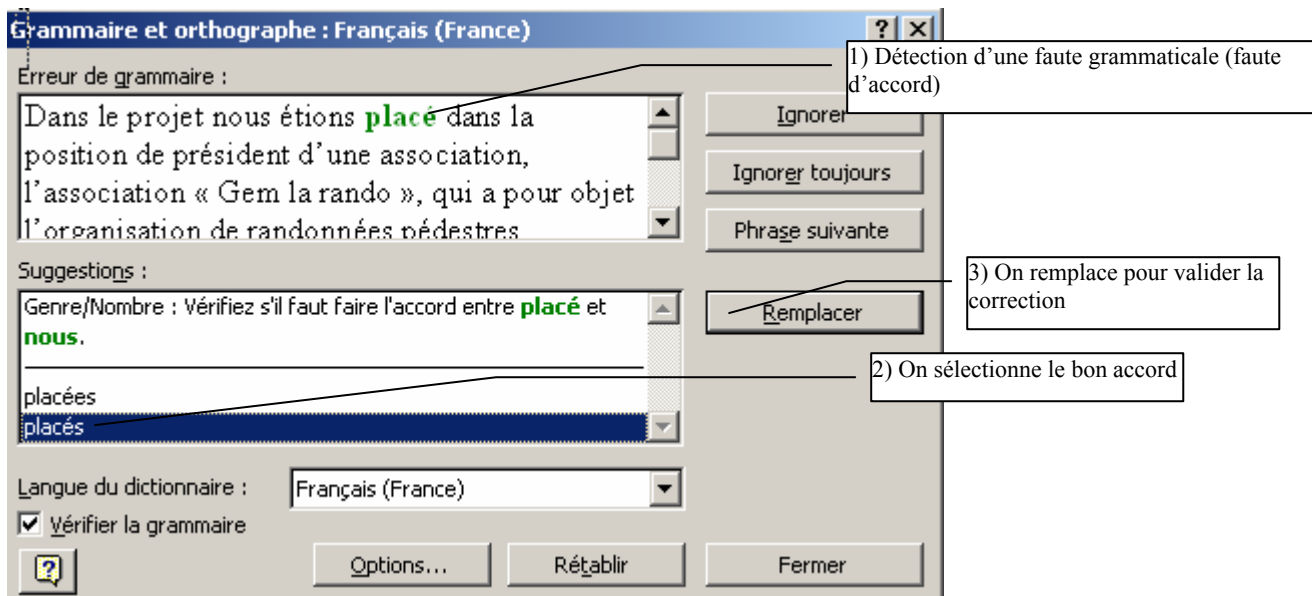 Grammaire et orthographe : Français (France)
1) Détection d'une faute grammaticale (faute
d'accord)
Erreur de grammaire :
Dans le projet nous étions placé dans la
position de président d'une association,
l'association « Gem la rando », qui a pour objet
l'organisation de randonnées pédestres
Ignorer
Ignorer toujours
Phrase suivante
Suggestions :
Genre/Nombre : Vérifiez s'il faut faire l'accord entre placé et
nous.
placées
placés
3) On remplace pour valider la
correction
Remplacer
2) On sélectionne le bon accord
Langue du dictionnaire :
Français (France)
Vérifier la grammaire
Options...
Rétablir
Fermer